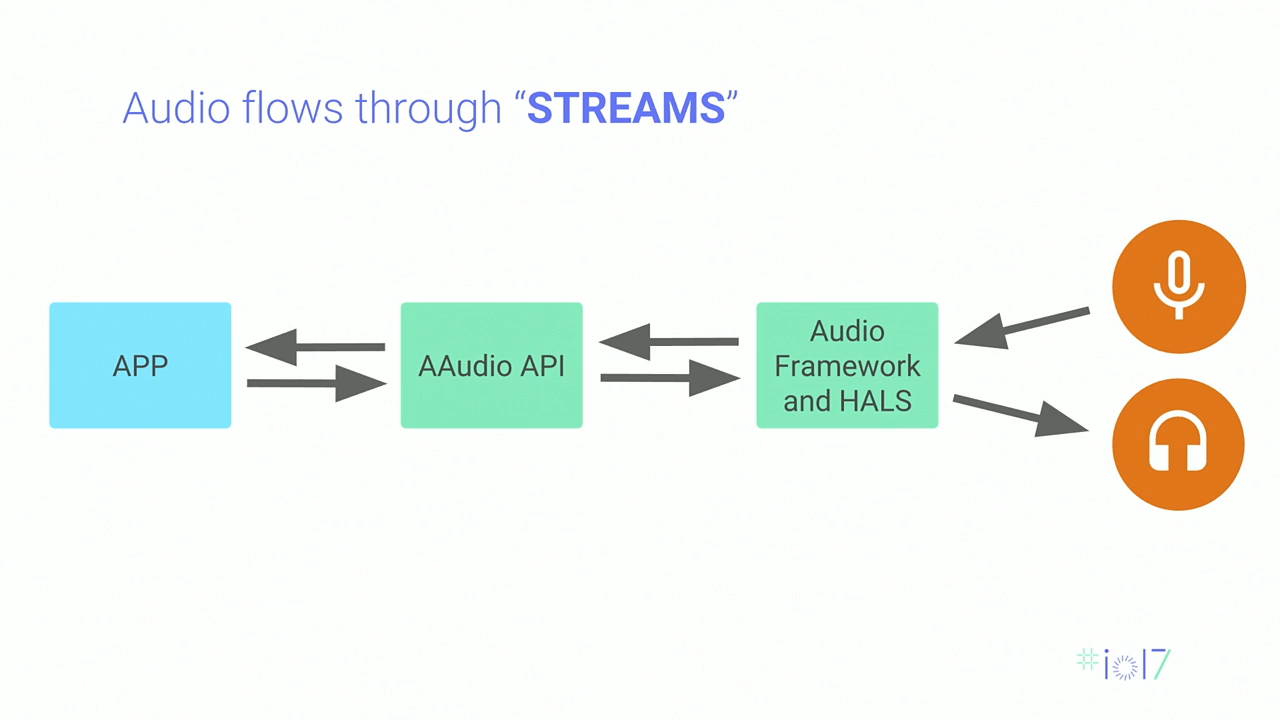 Audio flows through “STREAMS”
APP
AAudio API
Audio
Framework
and HALS
#io17